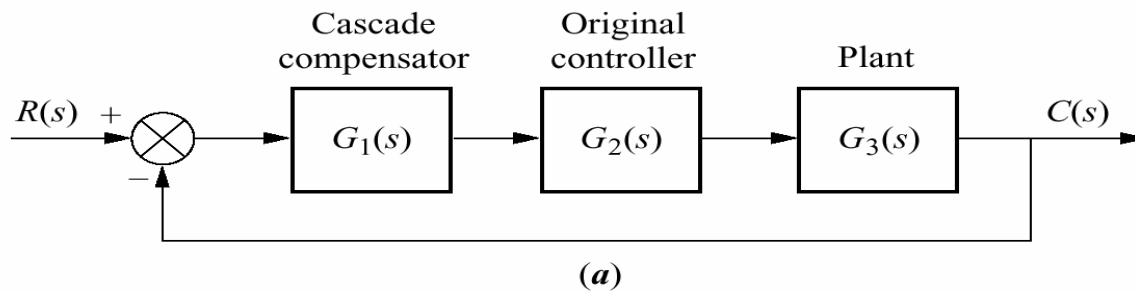 Cascade
compensator
Original
controller
Plant
R(s)
+
G₁(s)
G₂(s)
G₃(s)
C(s)
−
(a)